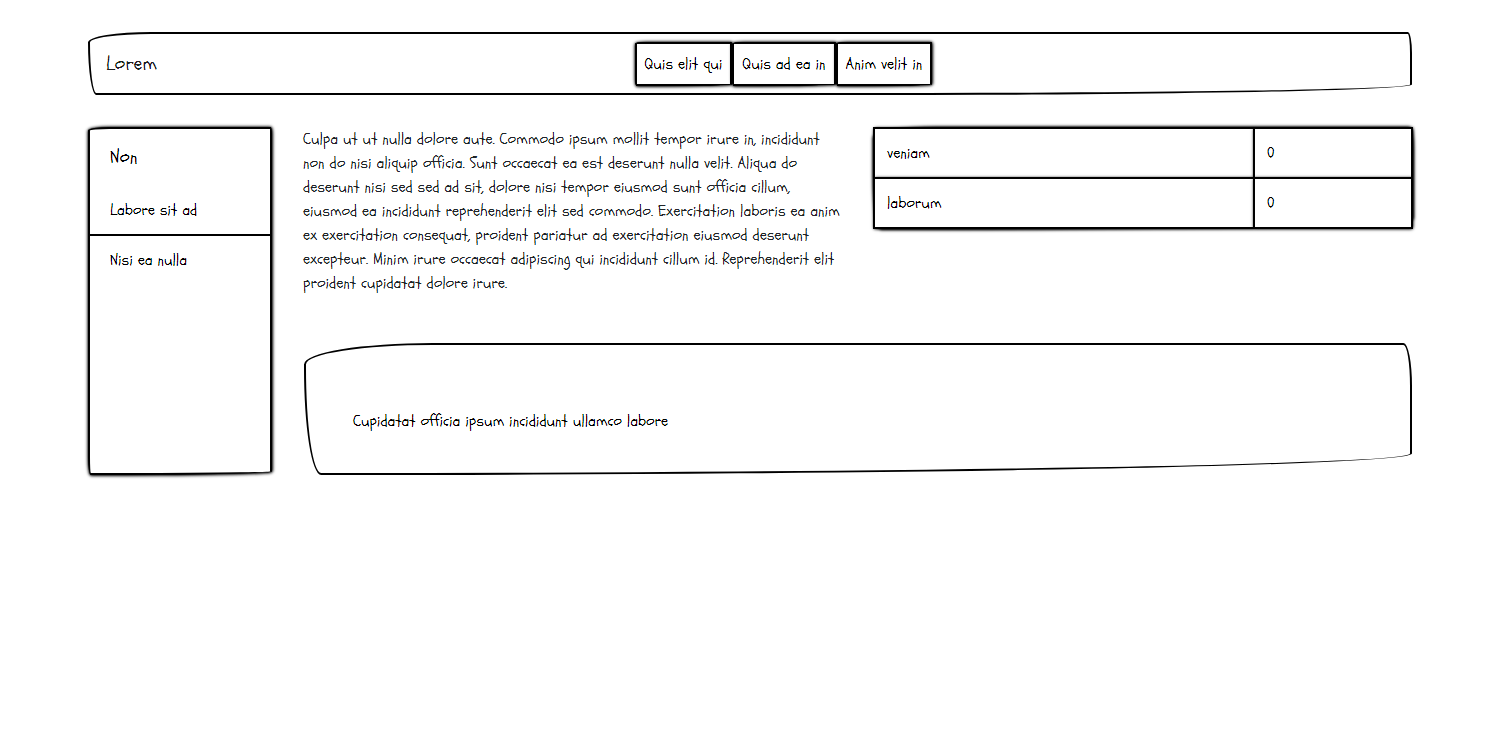 Lorem
Quis elit qui
Quis ad ea in
Anim velit in
Non
Labore sit ad
Nisi ea nulla
Culpa ut ut nulla dolore aute. Commodo ipsum mollit tempor irure in, incididunt
non do nisi aliquip officia. Sunt occaecat ea est deserunt nulla velit. Aliqua do
deserunt nisi sed sed ad sit, dolore nisi tempor eiusmod sunt officia cillum,
eiusmod ea incididunt reprehenderit elit sed commodo. Exercitation laboris ea anim
ex exercitation consequat, proident pariatur ad exercitation eiusmod deserunt
excepteur. Minim irure occaecat adipiscing qui incididunt cillum id. Reprehenderit elit
proident cupidatat dolore irure.
veniam 0
laborum 0
Cupidatat officia ipsum incididunt ullamco labore